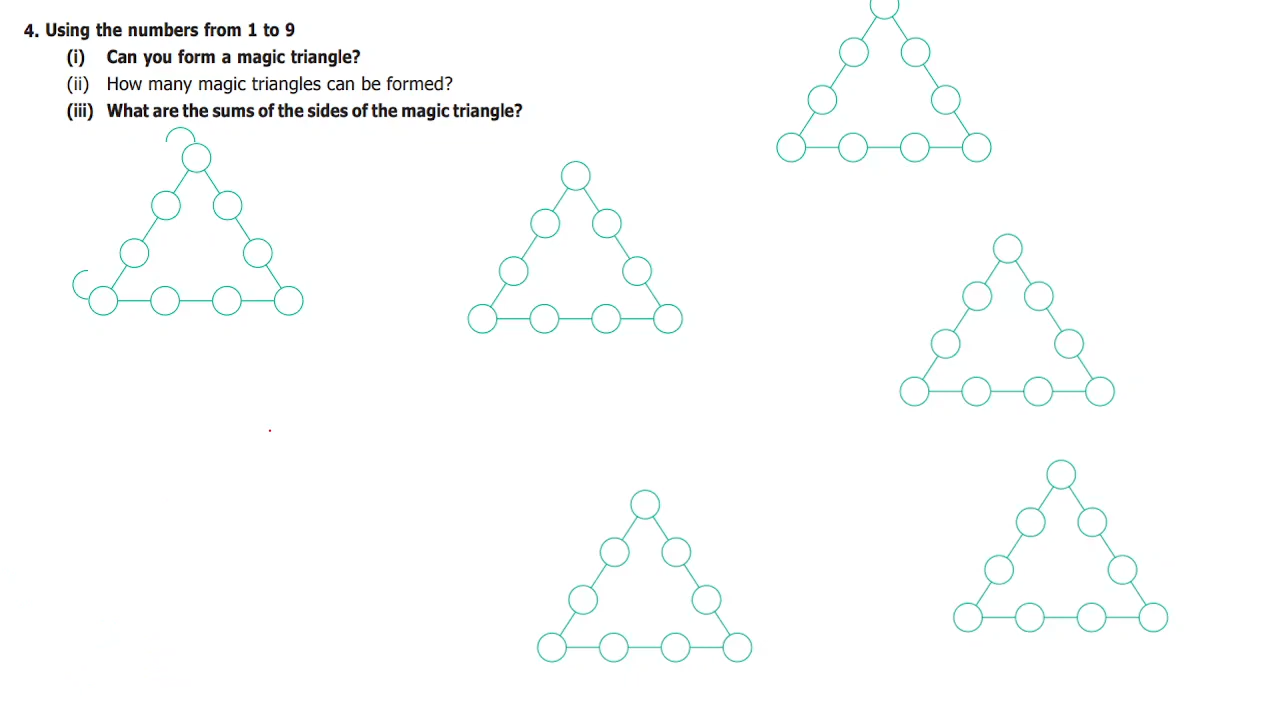 4. Using the numbers from 1 to 9
(i) Can you form a magic triangle?
(ii) How many magic triangles can be formed?
(iii) What are the sums of the sides of the magic triangle?